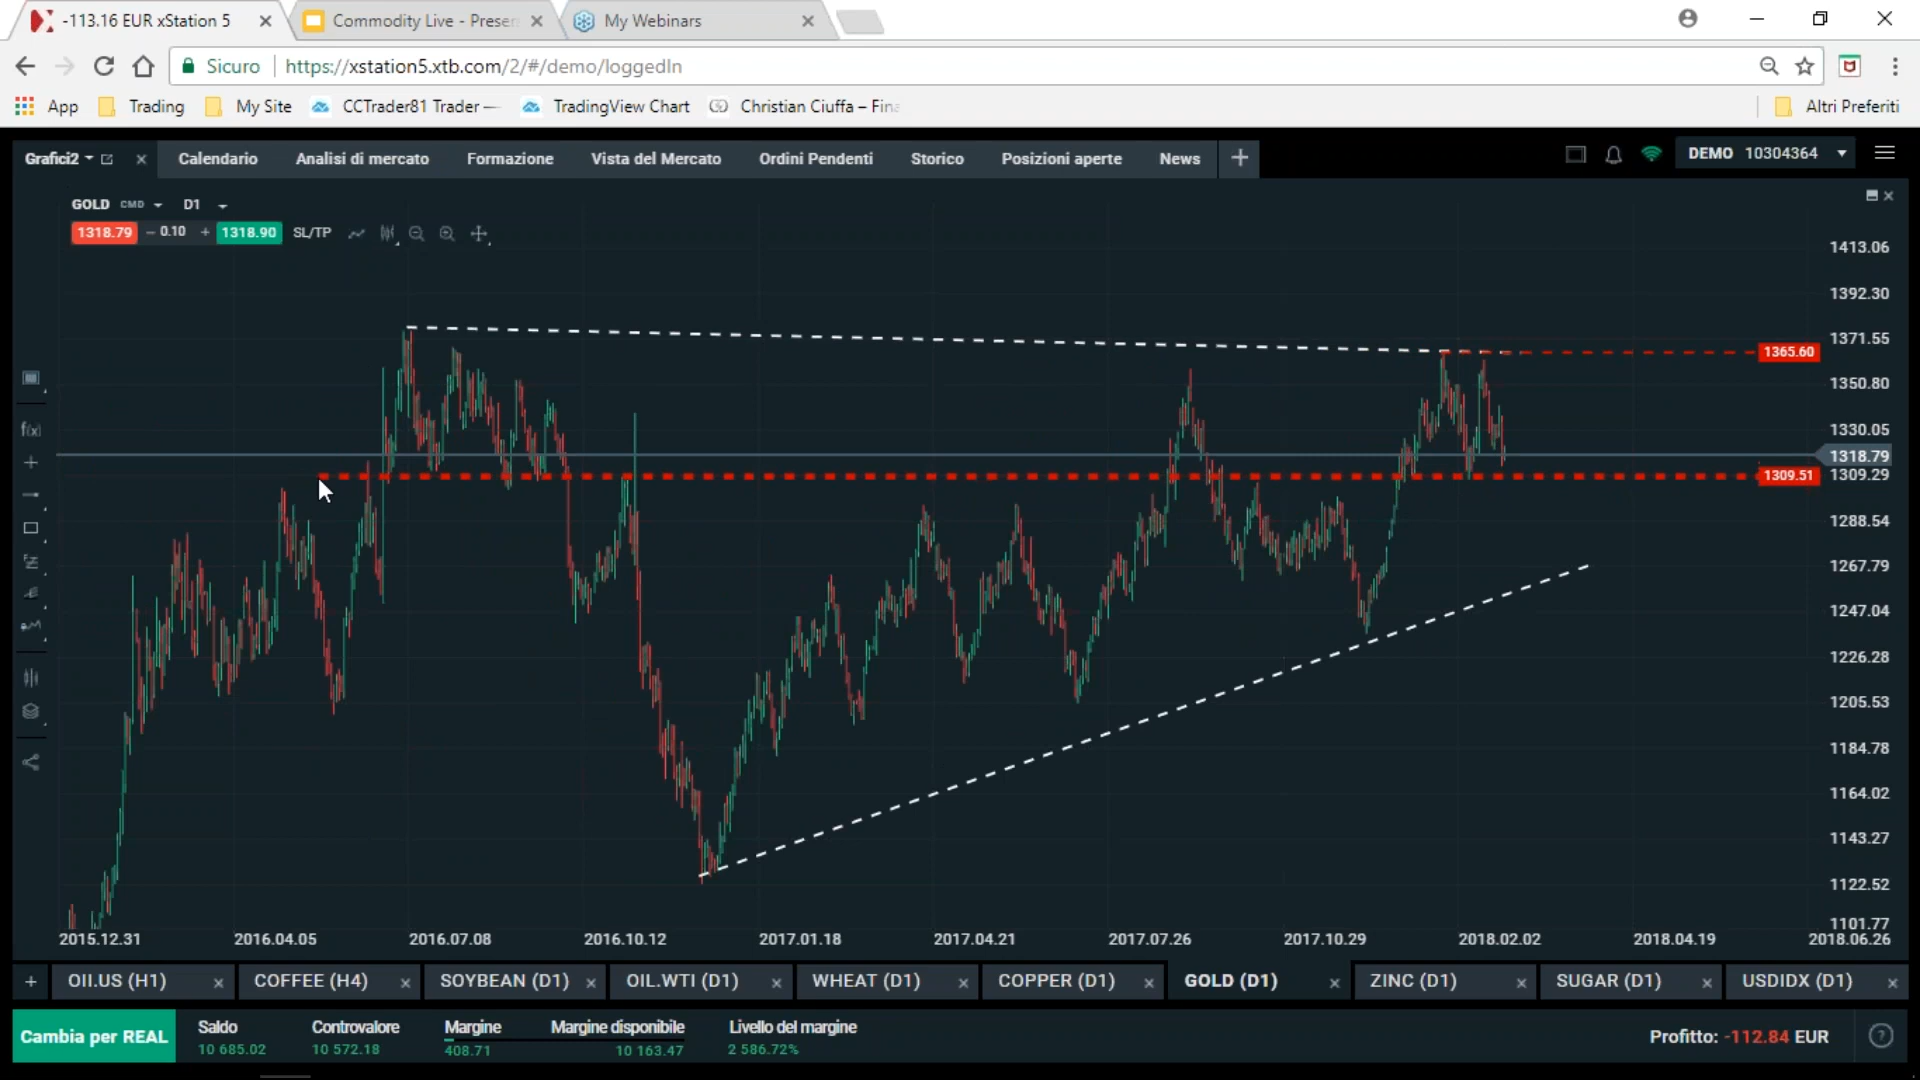 -113.16 EUR xStation 5
Commodity Live - Presen
My Webinars
Sicuro
https://xstation5.xtb.com/2/#/demo/loggedIn
App
Trading
My Site
CCTrader81 Trader —
TradingView Chart
Christian Ciuffa – Fina
Altri Preferiti
Grafici2
Calendario
Analisi di mercato
Formazione
Vista del Mercato
Ordini Pendenti
Storico
Posizioni aperte
News
DEMO 10304364
GOLD CMD D1
1318.79 – 0.10 + 1318.90 SL/TP
1413.06
1392.30
1371.55
1365.60
1350.80
1330.05
1318.79
1309.51
1309.29
1288.54
1267.79
1247.04
1226.28
1205.53
1184.78
1164.02
1143.27
1122.52
1101.77
f(x)
2015.12.31
2016.04.05
2016.07.08
2016.10.12
2017.01.18
2017.04.21
2017.07.26
2017.10.29
2018.02.02
2018.04.19
2018.06.26
OIl.US (H1)
COFFEE (H4)
SOYBEAN (D1)
OIL.WTI (D1)
WHEAT (D1)
COPPER (D1)
GOLD (D1)
ZINC (D1)
SUGAR (D1)
USDIDX (D1)
Cambia per REAL
Saldo
10 685.02
Controvalore
10 572.18
Margine
408.71
Margine disponibile
10 163.47
Livello del margine
2 586.72%
Profitto: -112.84 EUR